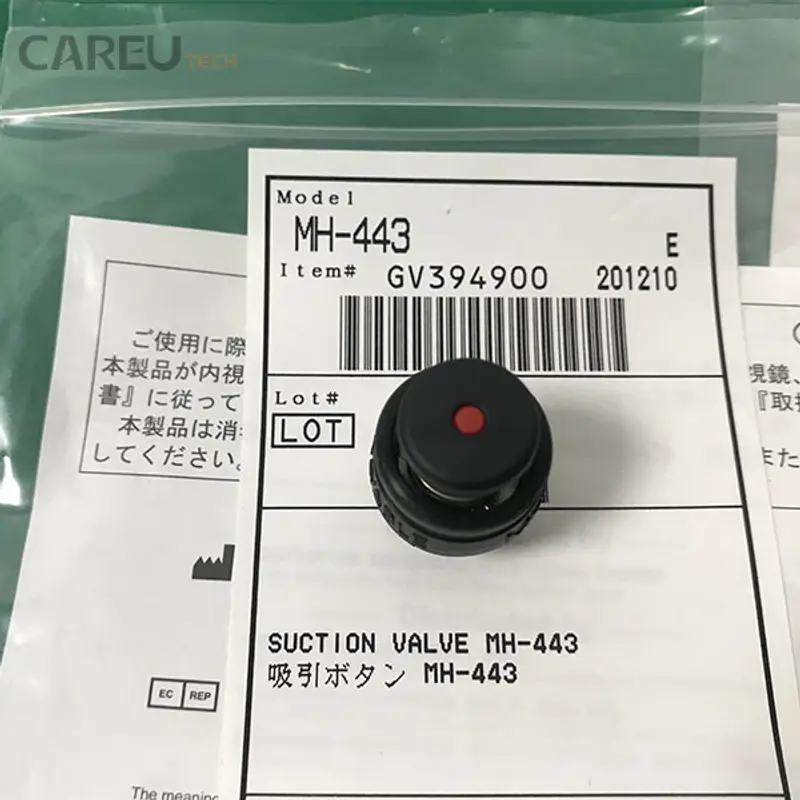 CAREU TECH
Model
MH-443
E
Item# GV394900 201210
Lot#
LOT
SUCTION VALVE MH-443
吸引ボタン MH-443
ご使用に際
本製品が内視
書』に従って
本製品は消
してください。
EC REP
The meaning
視鏡、
『取扱
また